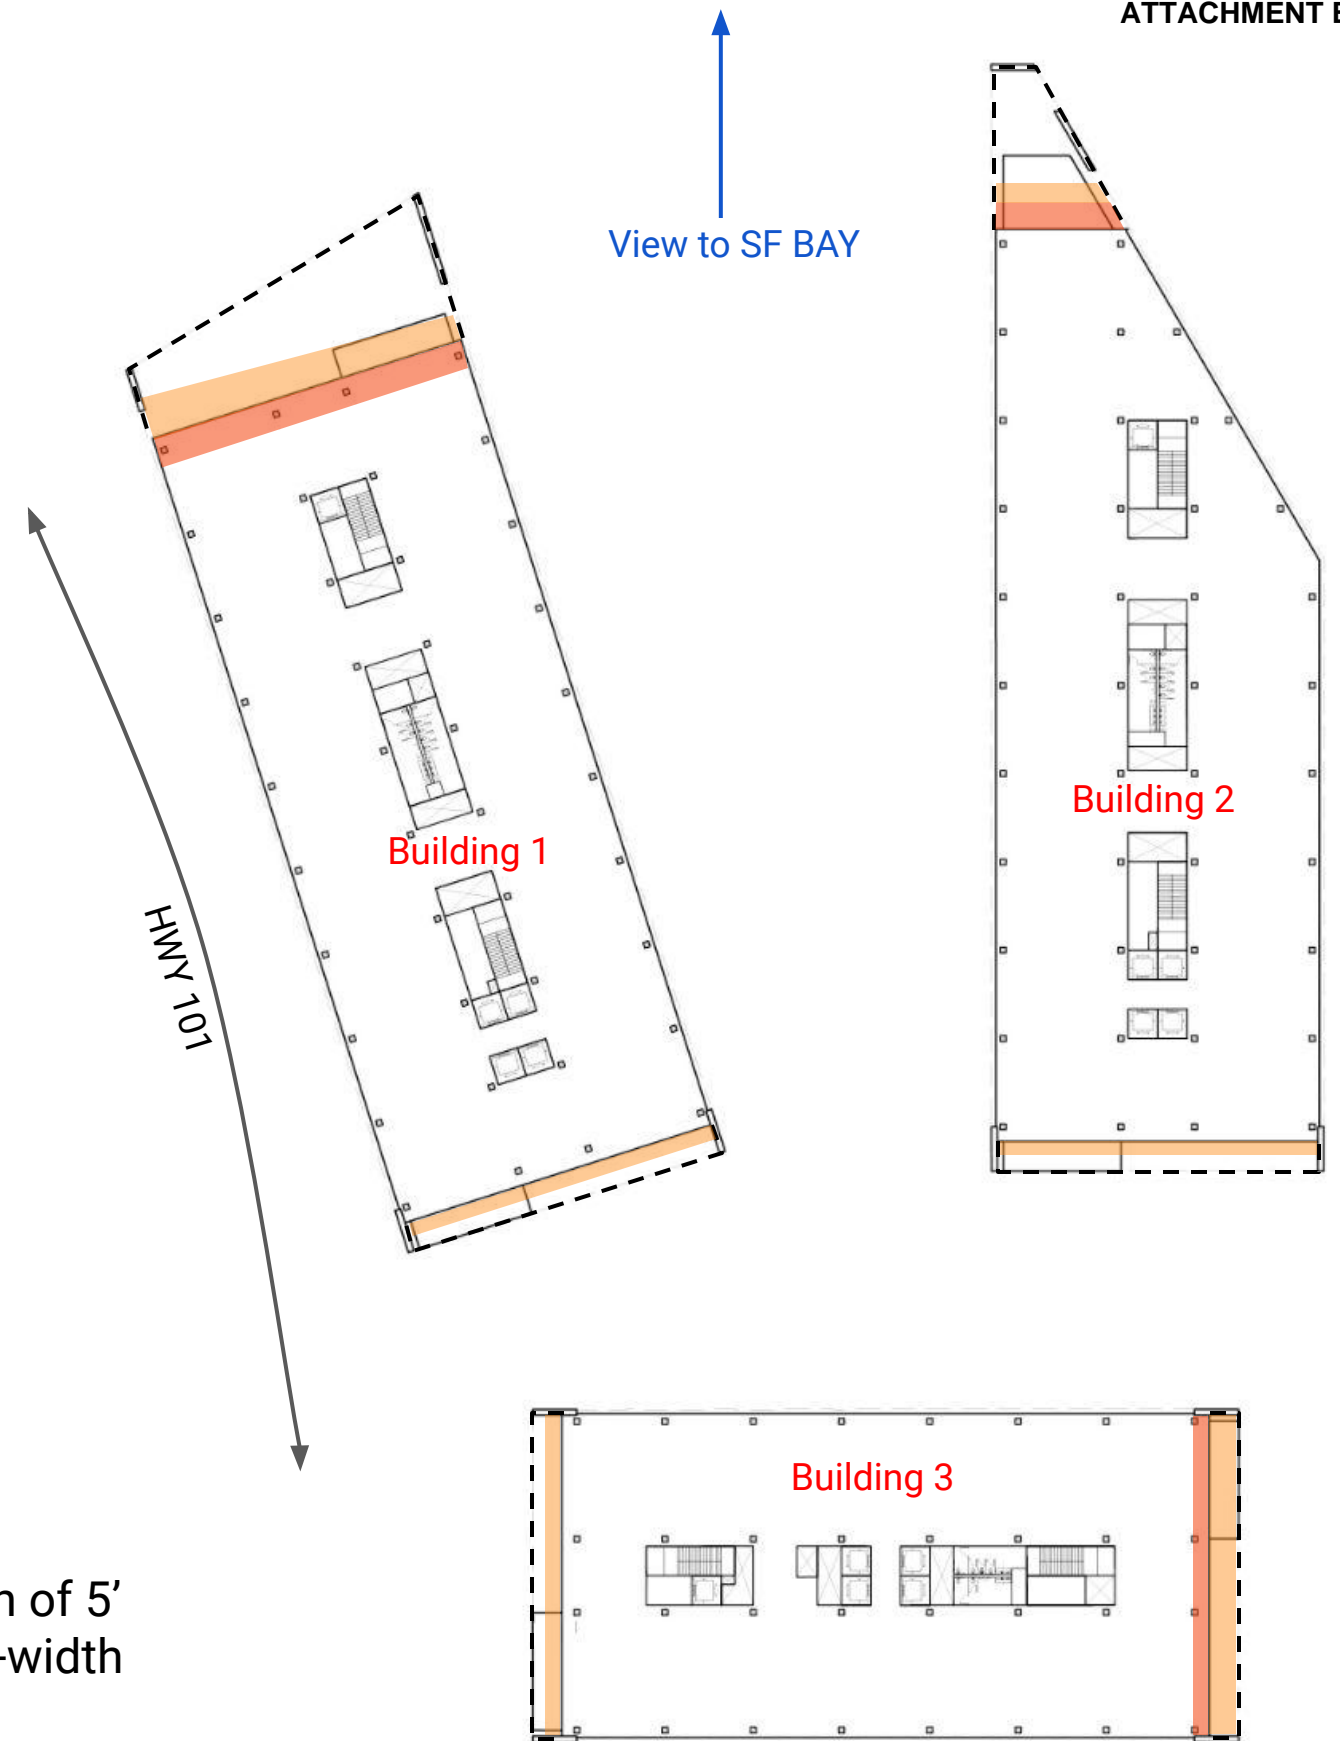 ATTACHMENT
View to SF BAY
Building 2
Building 1
HWY 101
Building 3
of 5’
-width